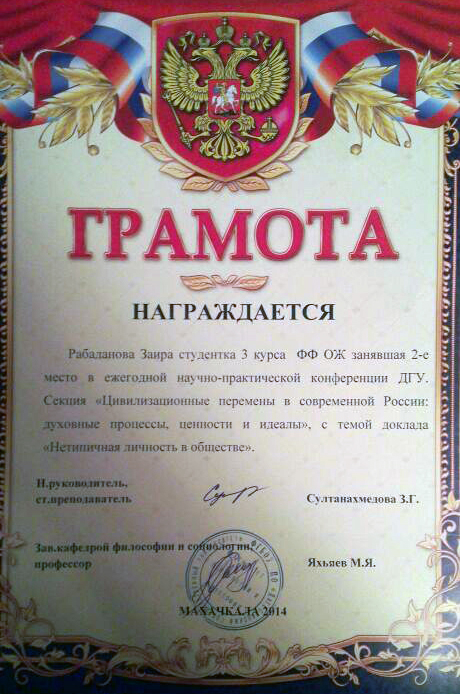 ГРАМОТА
НАГРАЖДАЕТСЯ
Рабаданова Заира студентка 3 курса ФФ ОЖ занявшая 2-е
место в ежегодной научно-практической конференции ДГУ.
Секция «Цивилизационные перемены в современной России:
духовные процессы, ценности и идеалы», с темой доклада
«Нетипичная личность в обществе».
Н.руководитель,
ст.преподаватель Султанахмедова З.Г.
Зав.кафедрой философии и социологии,
профессор Яхьяев М.Я.
МАХАЧКАЛА 2014